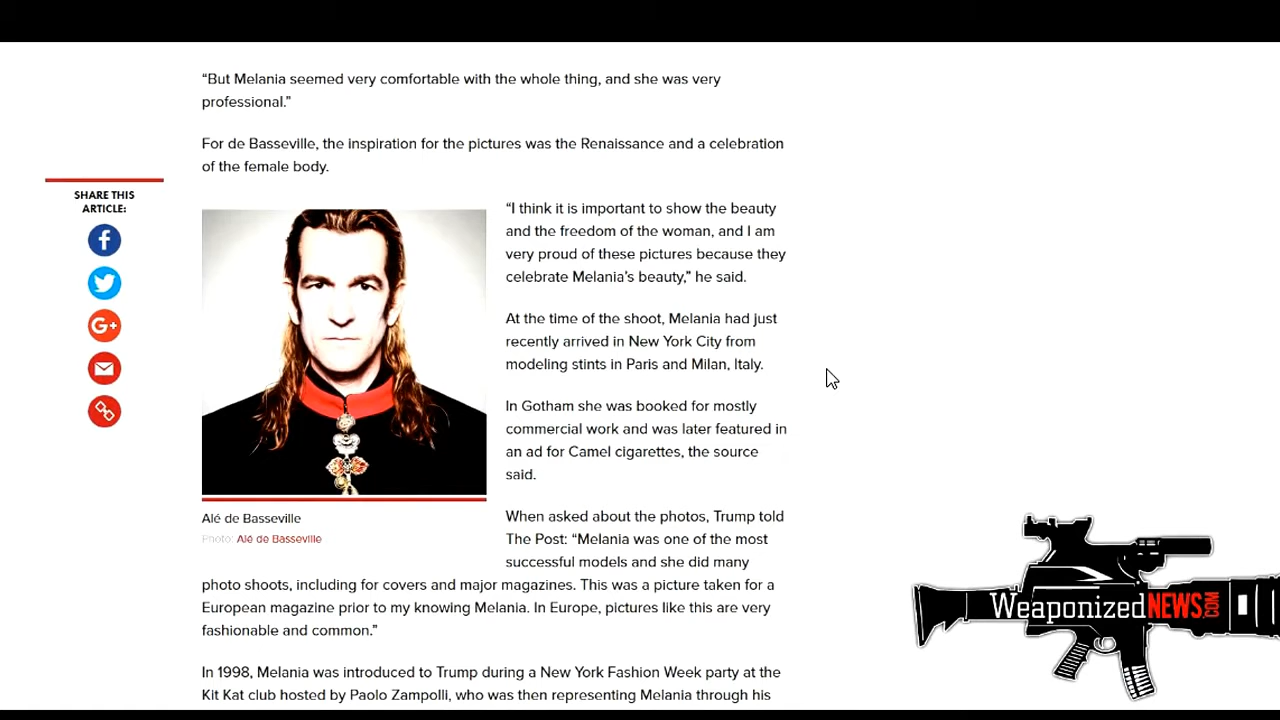 “But Melania seemed very comfortable with the whole thing, and she was very
professional.”
For de Basseville, the inspiration for the pictures was the Renaissance and a celebration
of the female body.
SHARE THIS
ARTICLE:
“I think it is important to show the beauty
and the freedom of the woman, and I am
very proud of these pictures because they
celebrate Melania’s beauty,” he said.
At the time of the shoot, Melania had just
recently arrived in New York City from
modeling stints in Paris and Milan, Italy.
In Gotham she was booked for mostly
commercial work and was later featured in
an ad for Camel cigarettes, the source
said.
Alé de Basseville
Photo: Alé de Basseville
When asked about the photos, Trump told
The Post: “Melania was one of the most
successful models and she did many
photo shoots, including for covers and major magazines. This was a picture taken for a
European magazine prior to my knowing Melania. In Europe, pictures like this are very
fashionable and common.”
In 1998, Melania was introduced to Trump during a New York Fashion Week party at the
Kit Kat club hosted by Paolo Zampolli, who was then representing Melania through his
f
G+
WeaponizedNEWS.COM